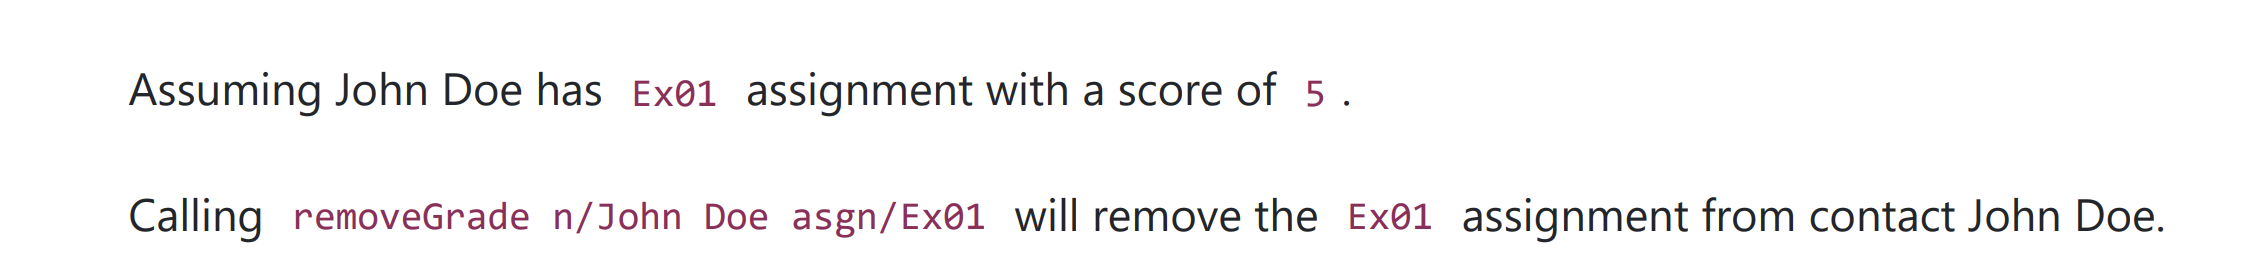 Assuming John Doe has Ex01 assignment with a score of 5 .
Calling removeGrade n/John Doe asgn/Ex01 will remove the Ex01 assignment from contact John Doe.